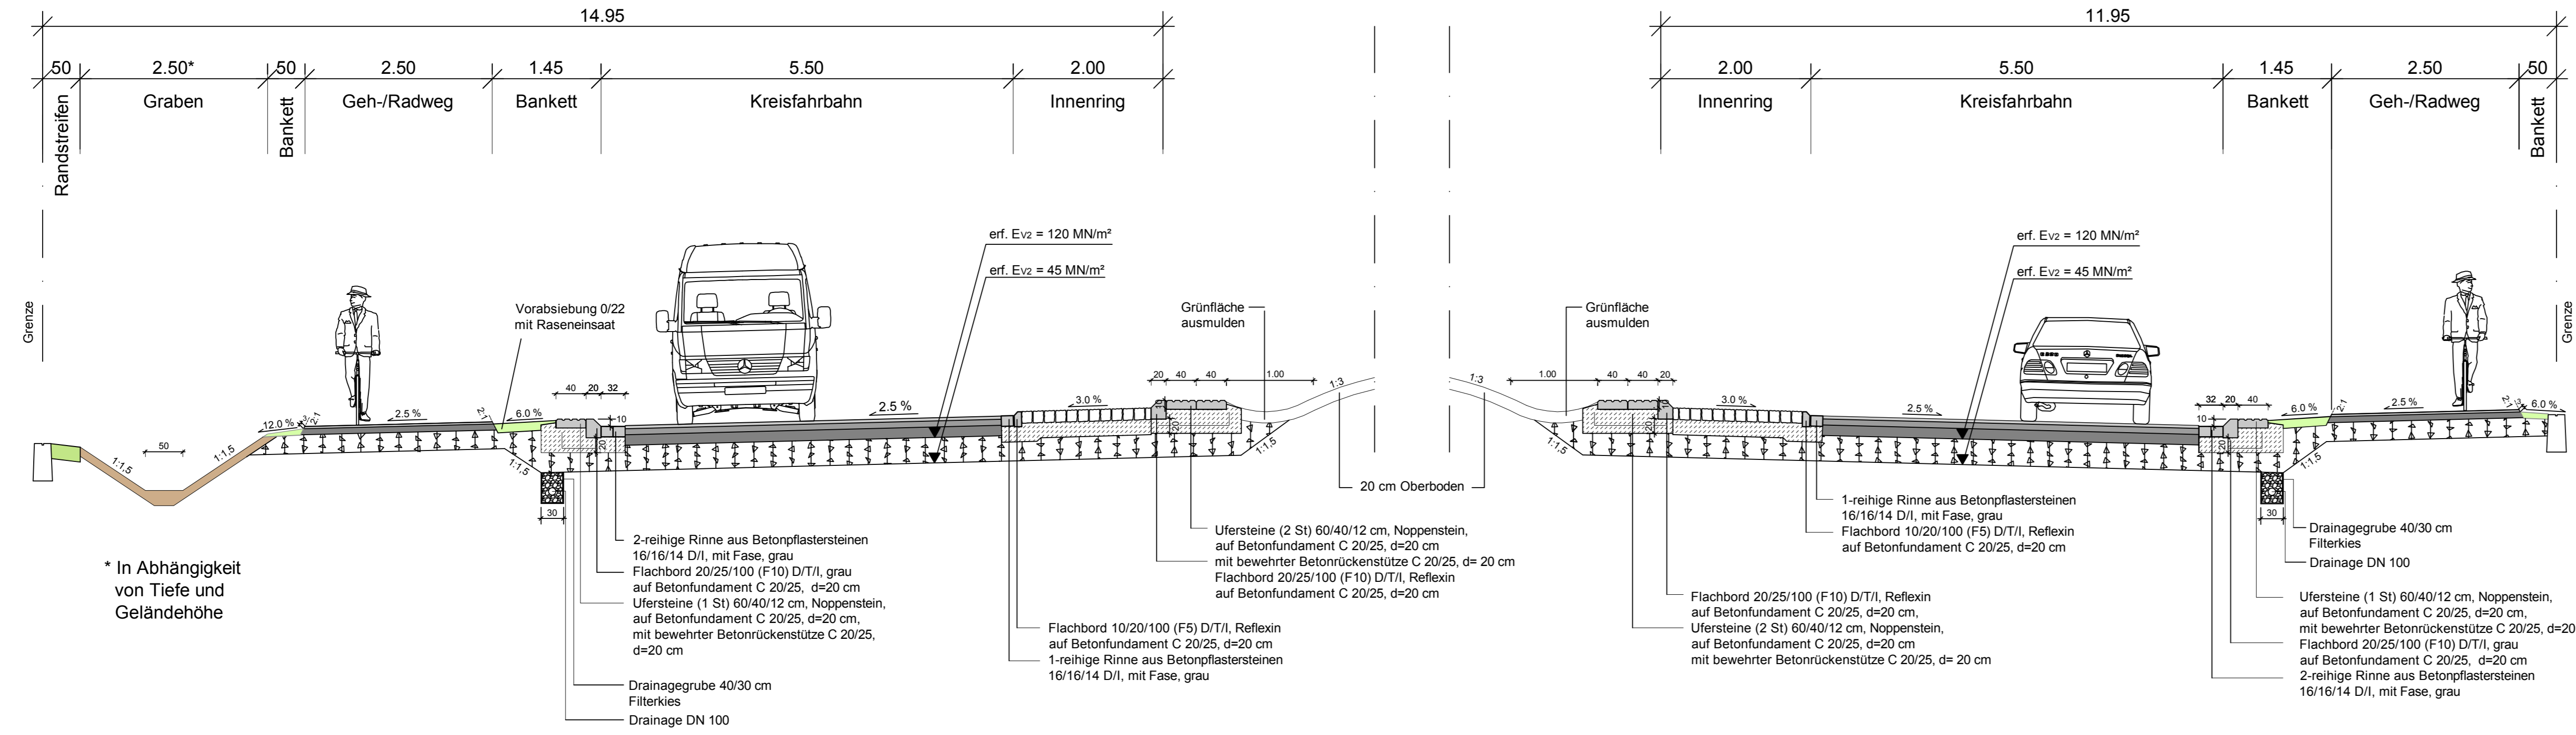 14.95
11.95
50
2.50*
50
2.50
1.45
5.50
2.00
2.00
5.50
1.45
2.50
50
Randstreifen
Graben
Bankett
Geh-/Radweg
Bankett
Kreisfahrbahn
Innenring
Innenring
Kreisfahrbahn
Bankett
Geh-/Radweg
Bankett
Grenze
Vorabsiebung 0/22
mit Raseneinsaat
erf. EV2 = 120 MN/m²
erf. EV2 = 45 MN/m²
Grünfläche
ausmulden
Grünfläche
ausmulden
erf. EV2 = 120 MN/m²
erf. EV2 = 45 MN/m²
Grenze
40 20 32
20 40 40 1.00
1:3
1:3
1.00 40 40 20
32 20 40
12.0 %
2:1
2.5 %
2:1
6.0 %
10
2.5 %
3.0 %
3.0 %
2.5 %
10
6.0 %
2:1
2.5 %
6.0 %
1:1,5
50
1:1,5
1:1,5
20
20
1:1,5
1:1,5
20
20
1:1,5
30
30
20 cm Oberboden
* In Abhängigkeit
von Tiefe und
Geländehöhe
2-reihige Rinne aus Betonpflastersteinen
16/16/14 D/I, mit Fase, grau
Flachbord 20/25/100 (F10) D/T/I, grau
auf Betonfundament C 20/25, d=20 cm
Ufersteine (1 St) 60/40/12 cm, Noppenstein,
auf Betonfundament C 20/25, d=20 cm,
mit bewehrter Betonrückenstütze C 20/25,
d=20 cm
Drainagegrube 40/30 cm
Filterkies
Drainage DN 100
Ufersteine (2 St) 60/40/12 cm, Noppenstein,
auf Betonfundament C 20/25, d=20 cm
mit bewehrter Betonrückenstütze C 20/25, d= 20 cm
Flachbord 20/25/100 (F10) D/T/I, Reflexin
auf Betonfundament C 20/25, d=20 cm
Flachbord 10/20/100 (F5) D/T/I, Reflexin
auf Betonfundament C 20/25, d=20 cm
1-reihige Rinne aus Betonpflastersteinen
16/16/14 D/I, mit Fase, grau
1-reihige Rinne aus Betonpflastersteinen
16/16/14 D/I, mit Fase, grau
Flachbord 10/20/100 (F5) D/T/I, Reflexin
auf Betonfundament C 20/25, d=20 cm
Flachbord 20/25/100 (F10) D/T/I, Reflexin
auf Betonfundament C 20/25, d=20 cm,
Ufersteine (2 St) 60/40/12 cm, Noppenstein,
auf Betonfundament C 20/25, d=20 cm
mit bewehrter Betonrückenstütze C 20/25, d= 20 cm
Drainagegrube 40/30 cm
Filterkies
Drainage DN 100
Ufersteine (1 St) 60/40/12 cm, Noppenstein,
auf Betonfundament C 20/25, d=20 cm,
mit bewehrter Betonrückenstütze C 20/25, d=20
Flachbord 20/25/100 (F10) D/T/I, grau
auf Betonfundament C 20/25, d=20 cm
2-reihige Rinne aus Betonpflastersteinen
16/16/14 D/I, mit Fase, grau